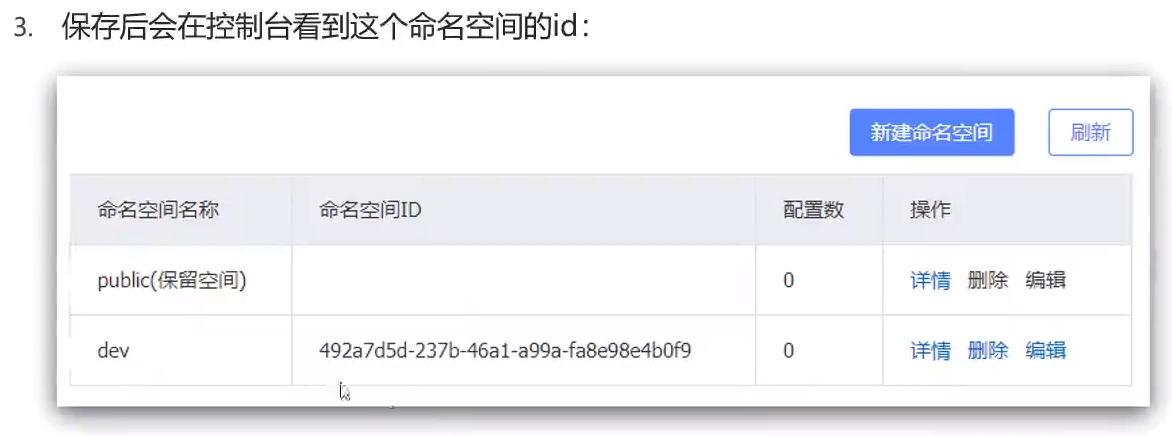 3. 保存后会在控制台看到这个命名空间的id：
新建命名空间 刷新
命名空间名称 命名空间ID 配置数 操作
public(保留空间) 0 详情 删除 编辑
dev 492a7d5d-237b-46a1-a99a-fa8e98e4b0f9 0 详情 删除 编辑